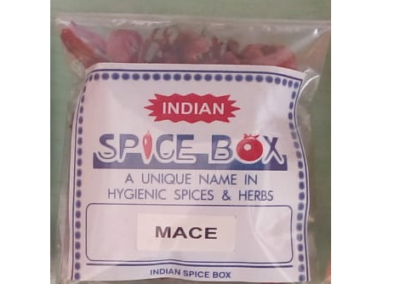 INDIAN
SPICE BOX
A UNIQUE NAME IN
HYGIENIC SPICES & HERBS
MACE
INDIAN SPICE BOX